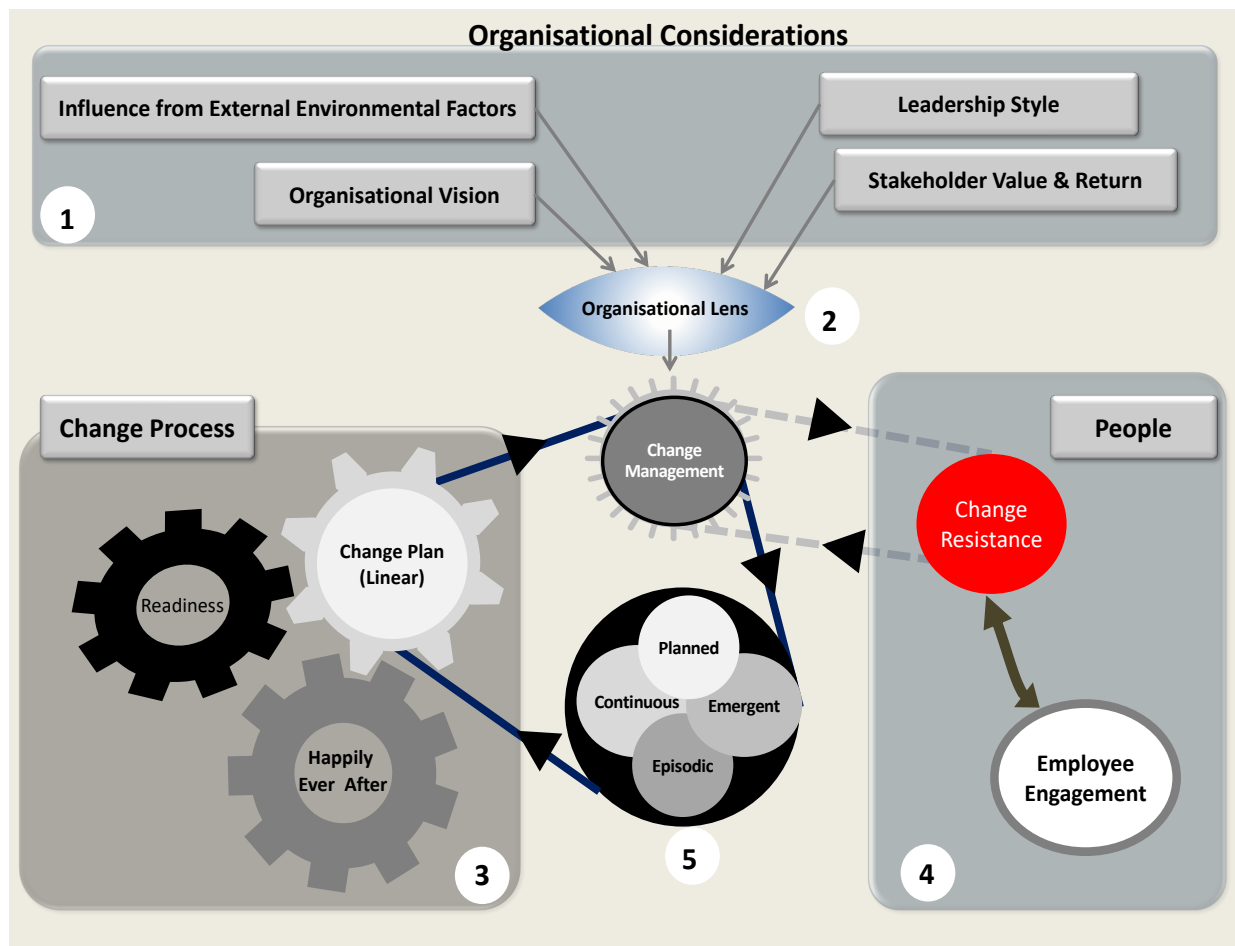 Organisational Considerations
Influence from External Environmental Factors
Leadership Style
Organisational Vision
Stakeholder Value & Return
1
Organisational Lens
2
Change Process
People
Change
Management
Change
Resistance
Change Plan
(Linear)
Readiness
Planned
Continuous
Emergent
Episodic
Happily
Ever After
Employee
Engagement
3
5
4